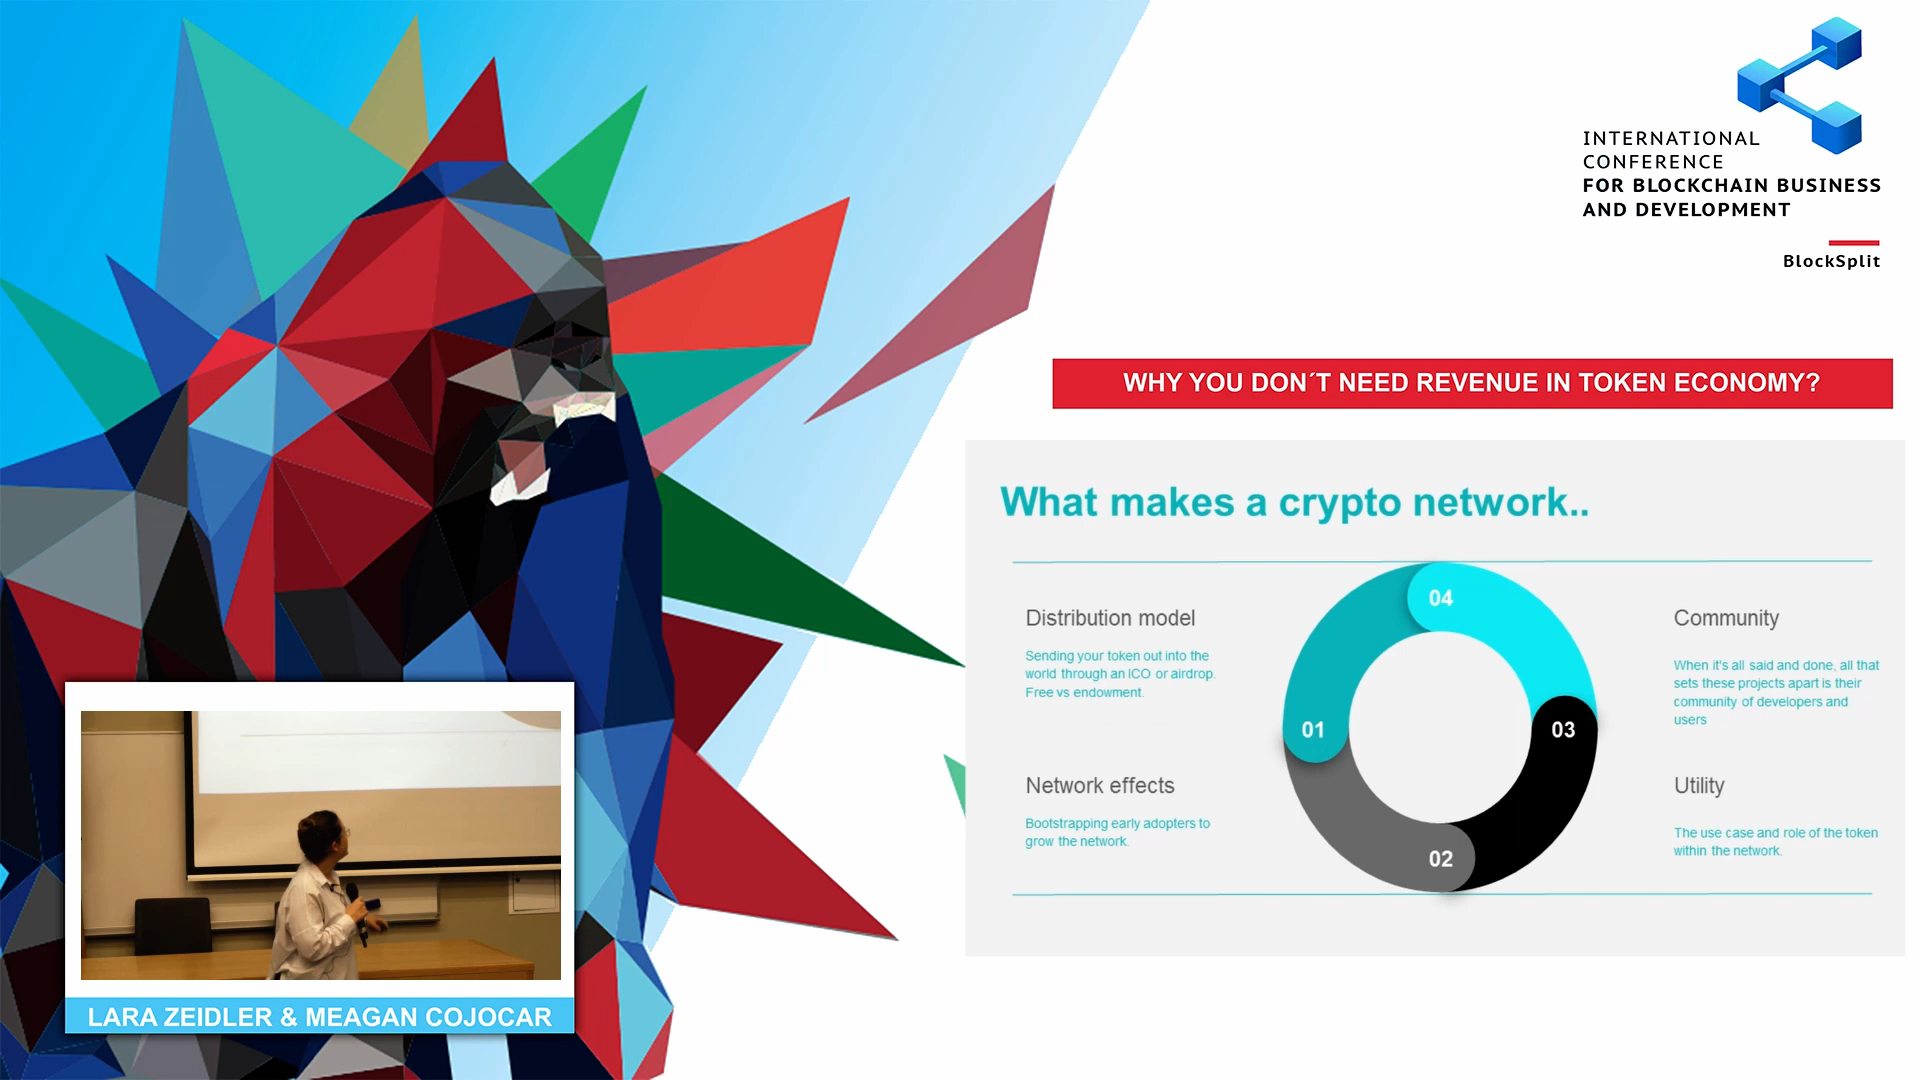 INTERNATIONAL
CONFERENCE
FOR BLOCKCHAIN BUSINESS
AND DEVELOPMENT
BlockSplit
WHY YOU DON´T NEED REVENUE IN TOKEN ECONOMY?
What makes a crypto network..
Distribution model
Sending your token out into the
world through an ICO or airdrop.
Free vs endowment.
Network effects
Bootstrapping early adopters to
grow the network.
04
01
03
02
Community
When it's all said and done, all that
sets these projects apart is their
community of developers and
users
Utility
The use case and role of the token
within the network.
LARA ZEIDLER & MEAGAN COJOCAR